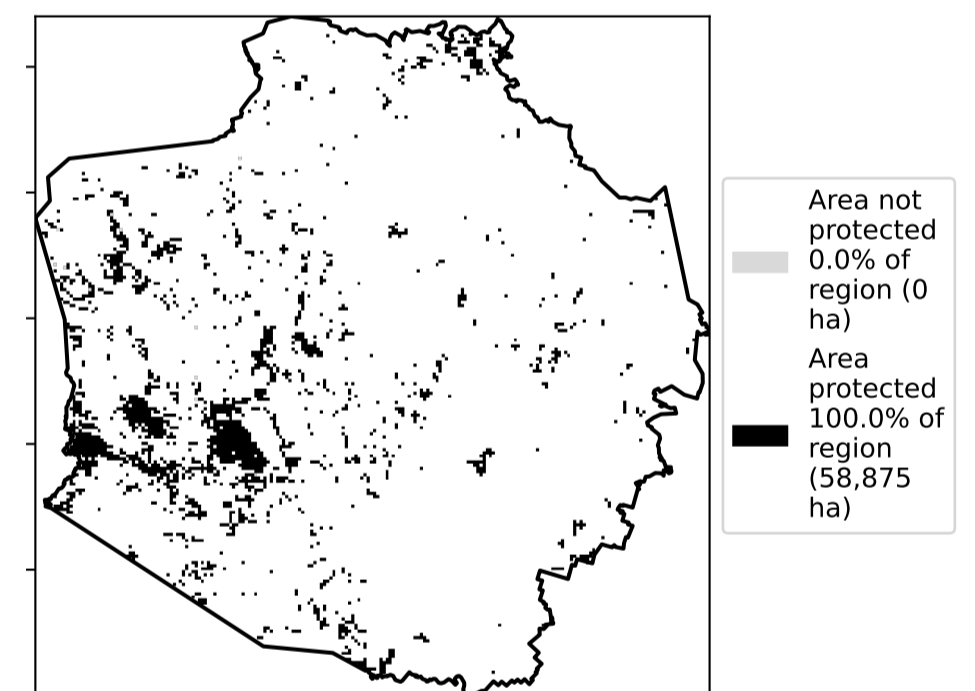 Area not
protected
0.0% of
region (0
ha)
Area
protected
100.0% of
region
(58,875
ha)